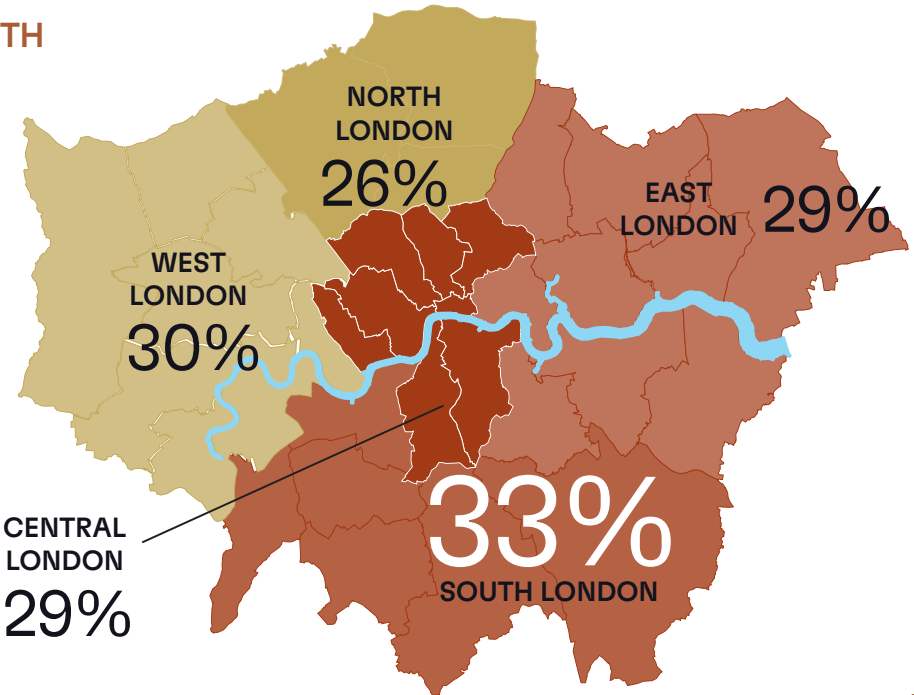 TH
NORTH
LONDON
26%
EAST
LONDON
29%
WEST
LONDON
30%
CENTRAL
LONDON
29%
33%
SOUTH LONDON